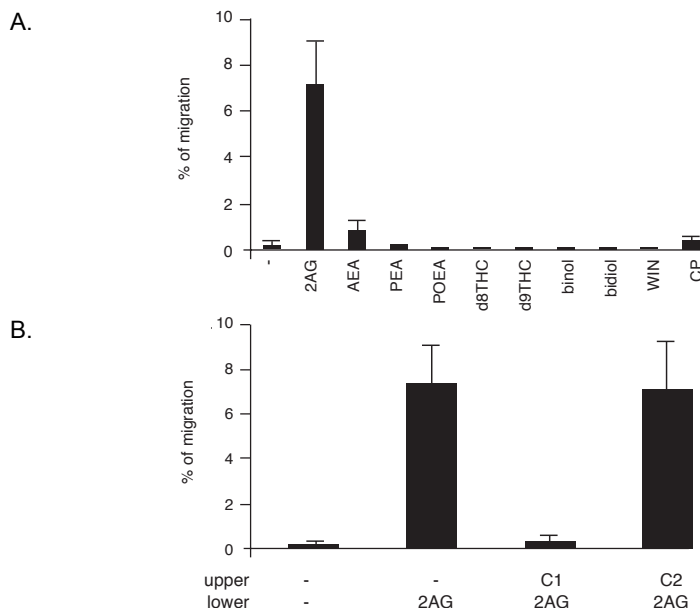 A.
% of migration
10
8
6
4
2
0
-
2AG
AEA
PEA
POEA
d8THC
d9THC
binol
bidiol
WIN
CP
B.
% of migration
10
8
6
4
2
0
upper - - C1 C2
lower - 2AG 2AG 2AG